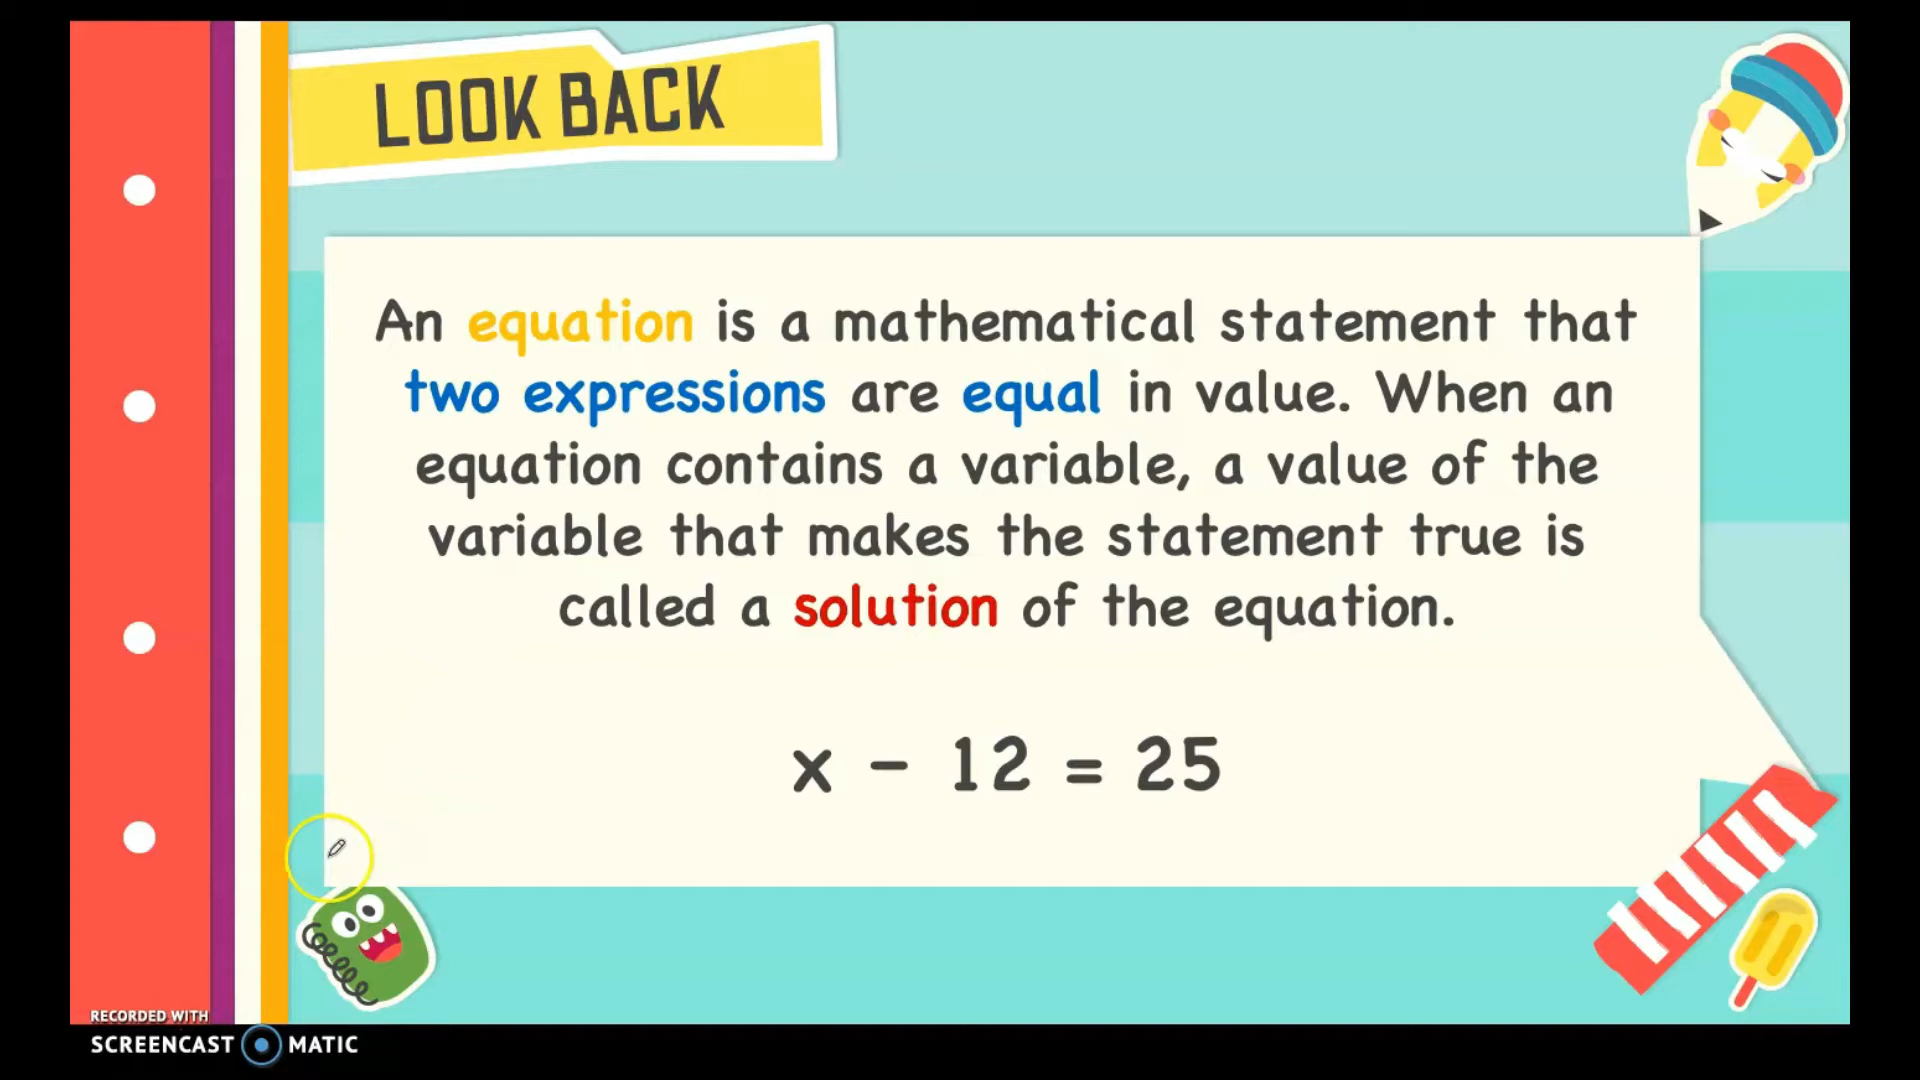 LOOK BACK
An equation is a mathematical statement that
two expressions are equal in value. When an
equation contains a variable, a value of the
variable that makes the statement true is
called a solution of the equation.
x - 12 = 25
RECORDED WITH
SCREENCAST MATIC